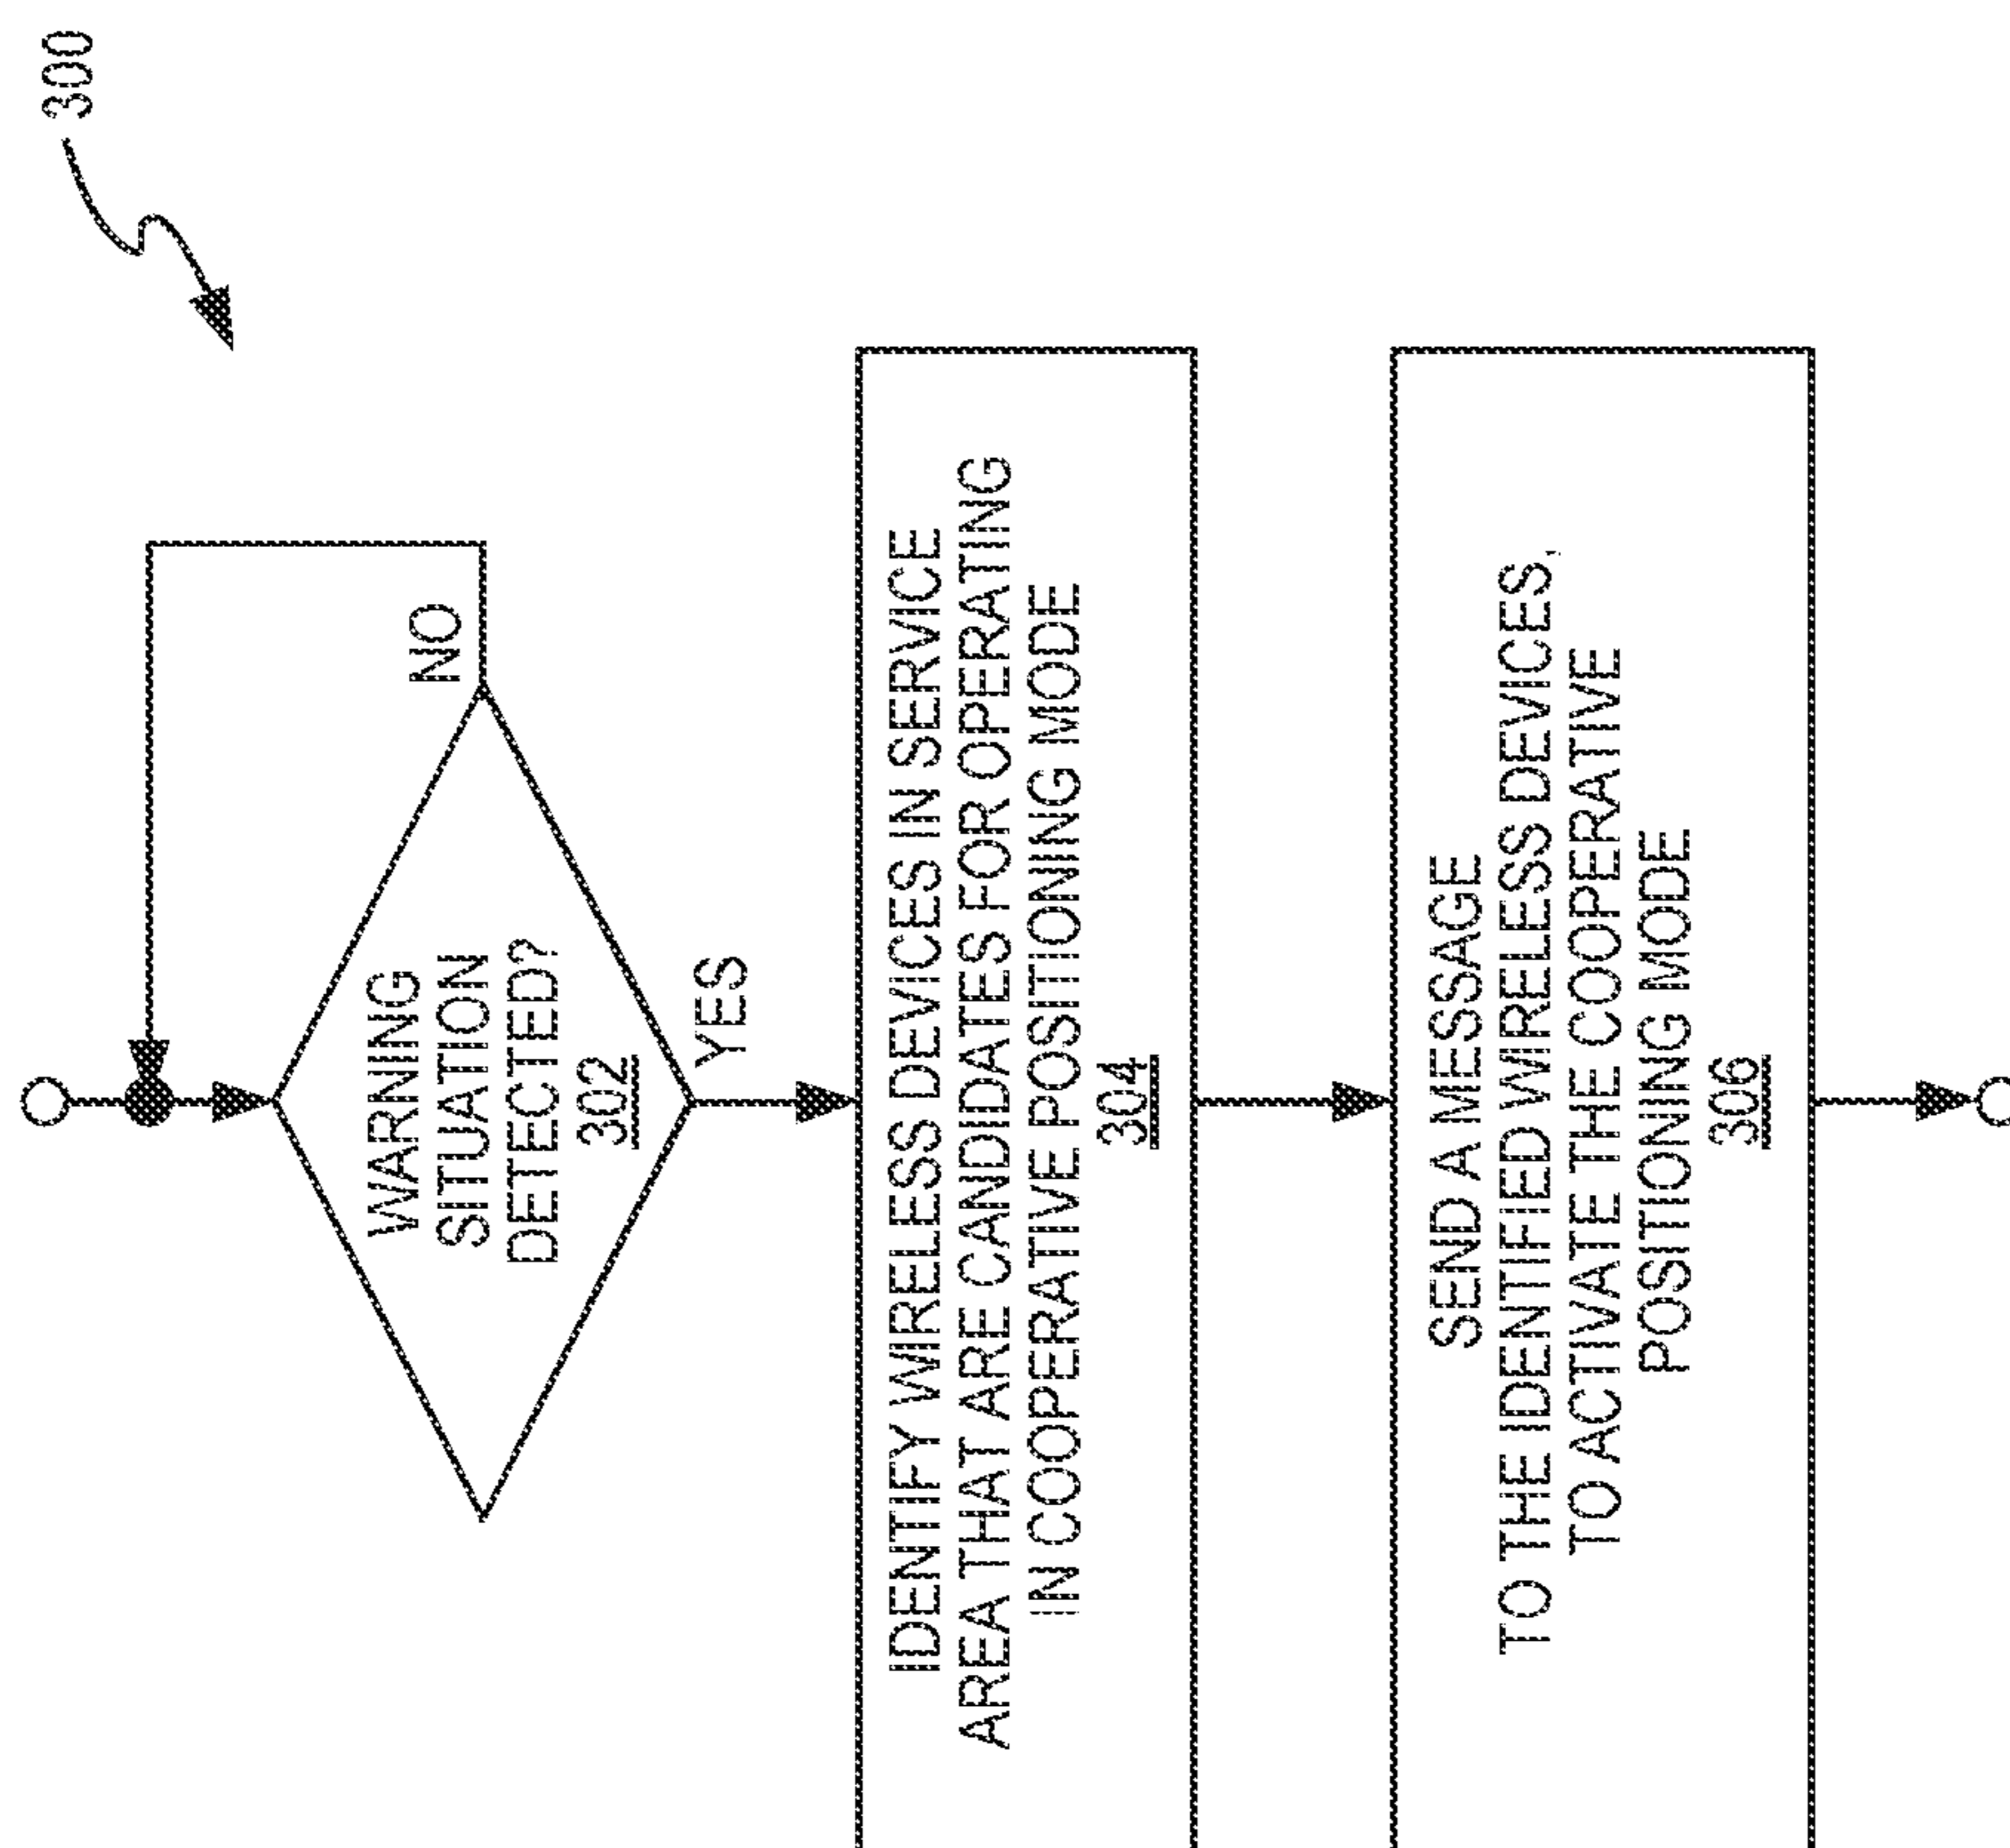 300
WARNING
SITUATION
DETECTED?
302
NO
YES
IDENTIFY WIRELESS DEVICES IN SERVICE
AREA THAT ARE CANDIDATES FOR OPERATING
IN COOPERATIVE POSITIONING MODE
304
SEND A MESSAGE
TO THE IDENTIFIED WIRELESS DEVICES,
TO ACTIVATE THE COOPERATIVE
POSITIONING MODE
306